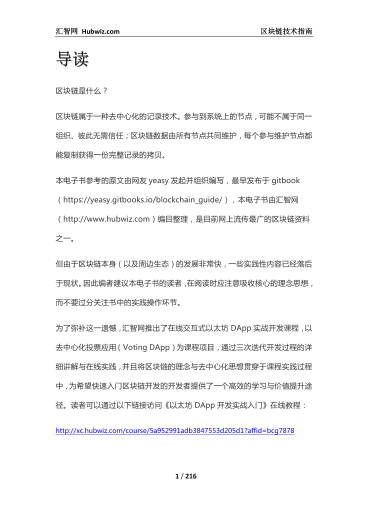 汇智网 Hubwiz.com 区块链技术指南
导读
区块链是什么？
区块链属于一种去中心化的记录技术。参与到系统上的节点，可能不属于同一
组织、彼此无需信任；区块链数据由所有节点共同维护，每个参与维护节点都
能复制获得一份完整记录的拷贝。
本电子书参考的原文由网友 yeasy 发起并组织编写，最早发布于 gitbook
（https://yeasy.gitbooks.io/blockchain_guide/），本电子书由汇智网
（http://www.hubwiz.com）编目整理，是目前网上流传最广的区块链资料
之一。
但由于区块链本身（以及周边生态）的发展非常快，一些实践性内容已经落后
于现状。因此编者建议本电子书的读者，在阅读时应注意吸收核心的理念思想，
而不要过分关注书中的实践操作环节。
为了弥补这一遗憾，汇智网推出了在线交互式以太坊 DApp 实战开发课程，以
去中心化投票应用（Voting DApp）为课程项目，通过三次迭代开发过程的详
细讲解与在线实践，并且将区块链的理念与去中心化思想贯穿于课程实践过程
中，为希望快速入门区块链开发的开发者提供了一个高效的学习与价值提升途
径。读者可以通过以下链接访问《以太坊 DApp 开发实战入门》在线教程：
http://xc.hubwiz.com/course/5a952991adb3847553d205d1?affid=bcg7878
1 / 216